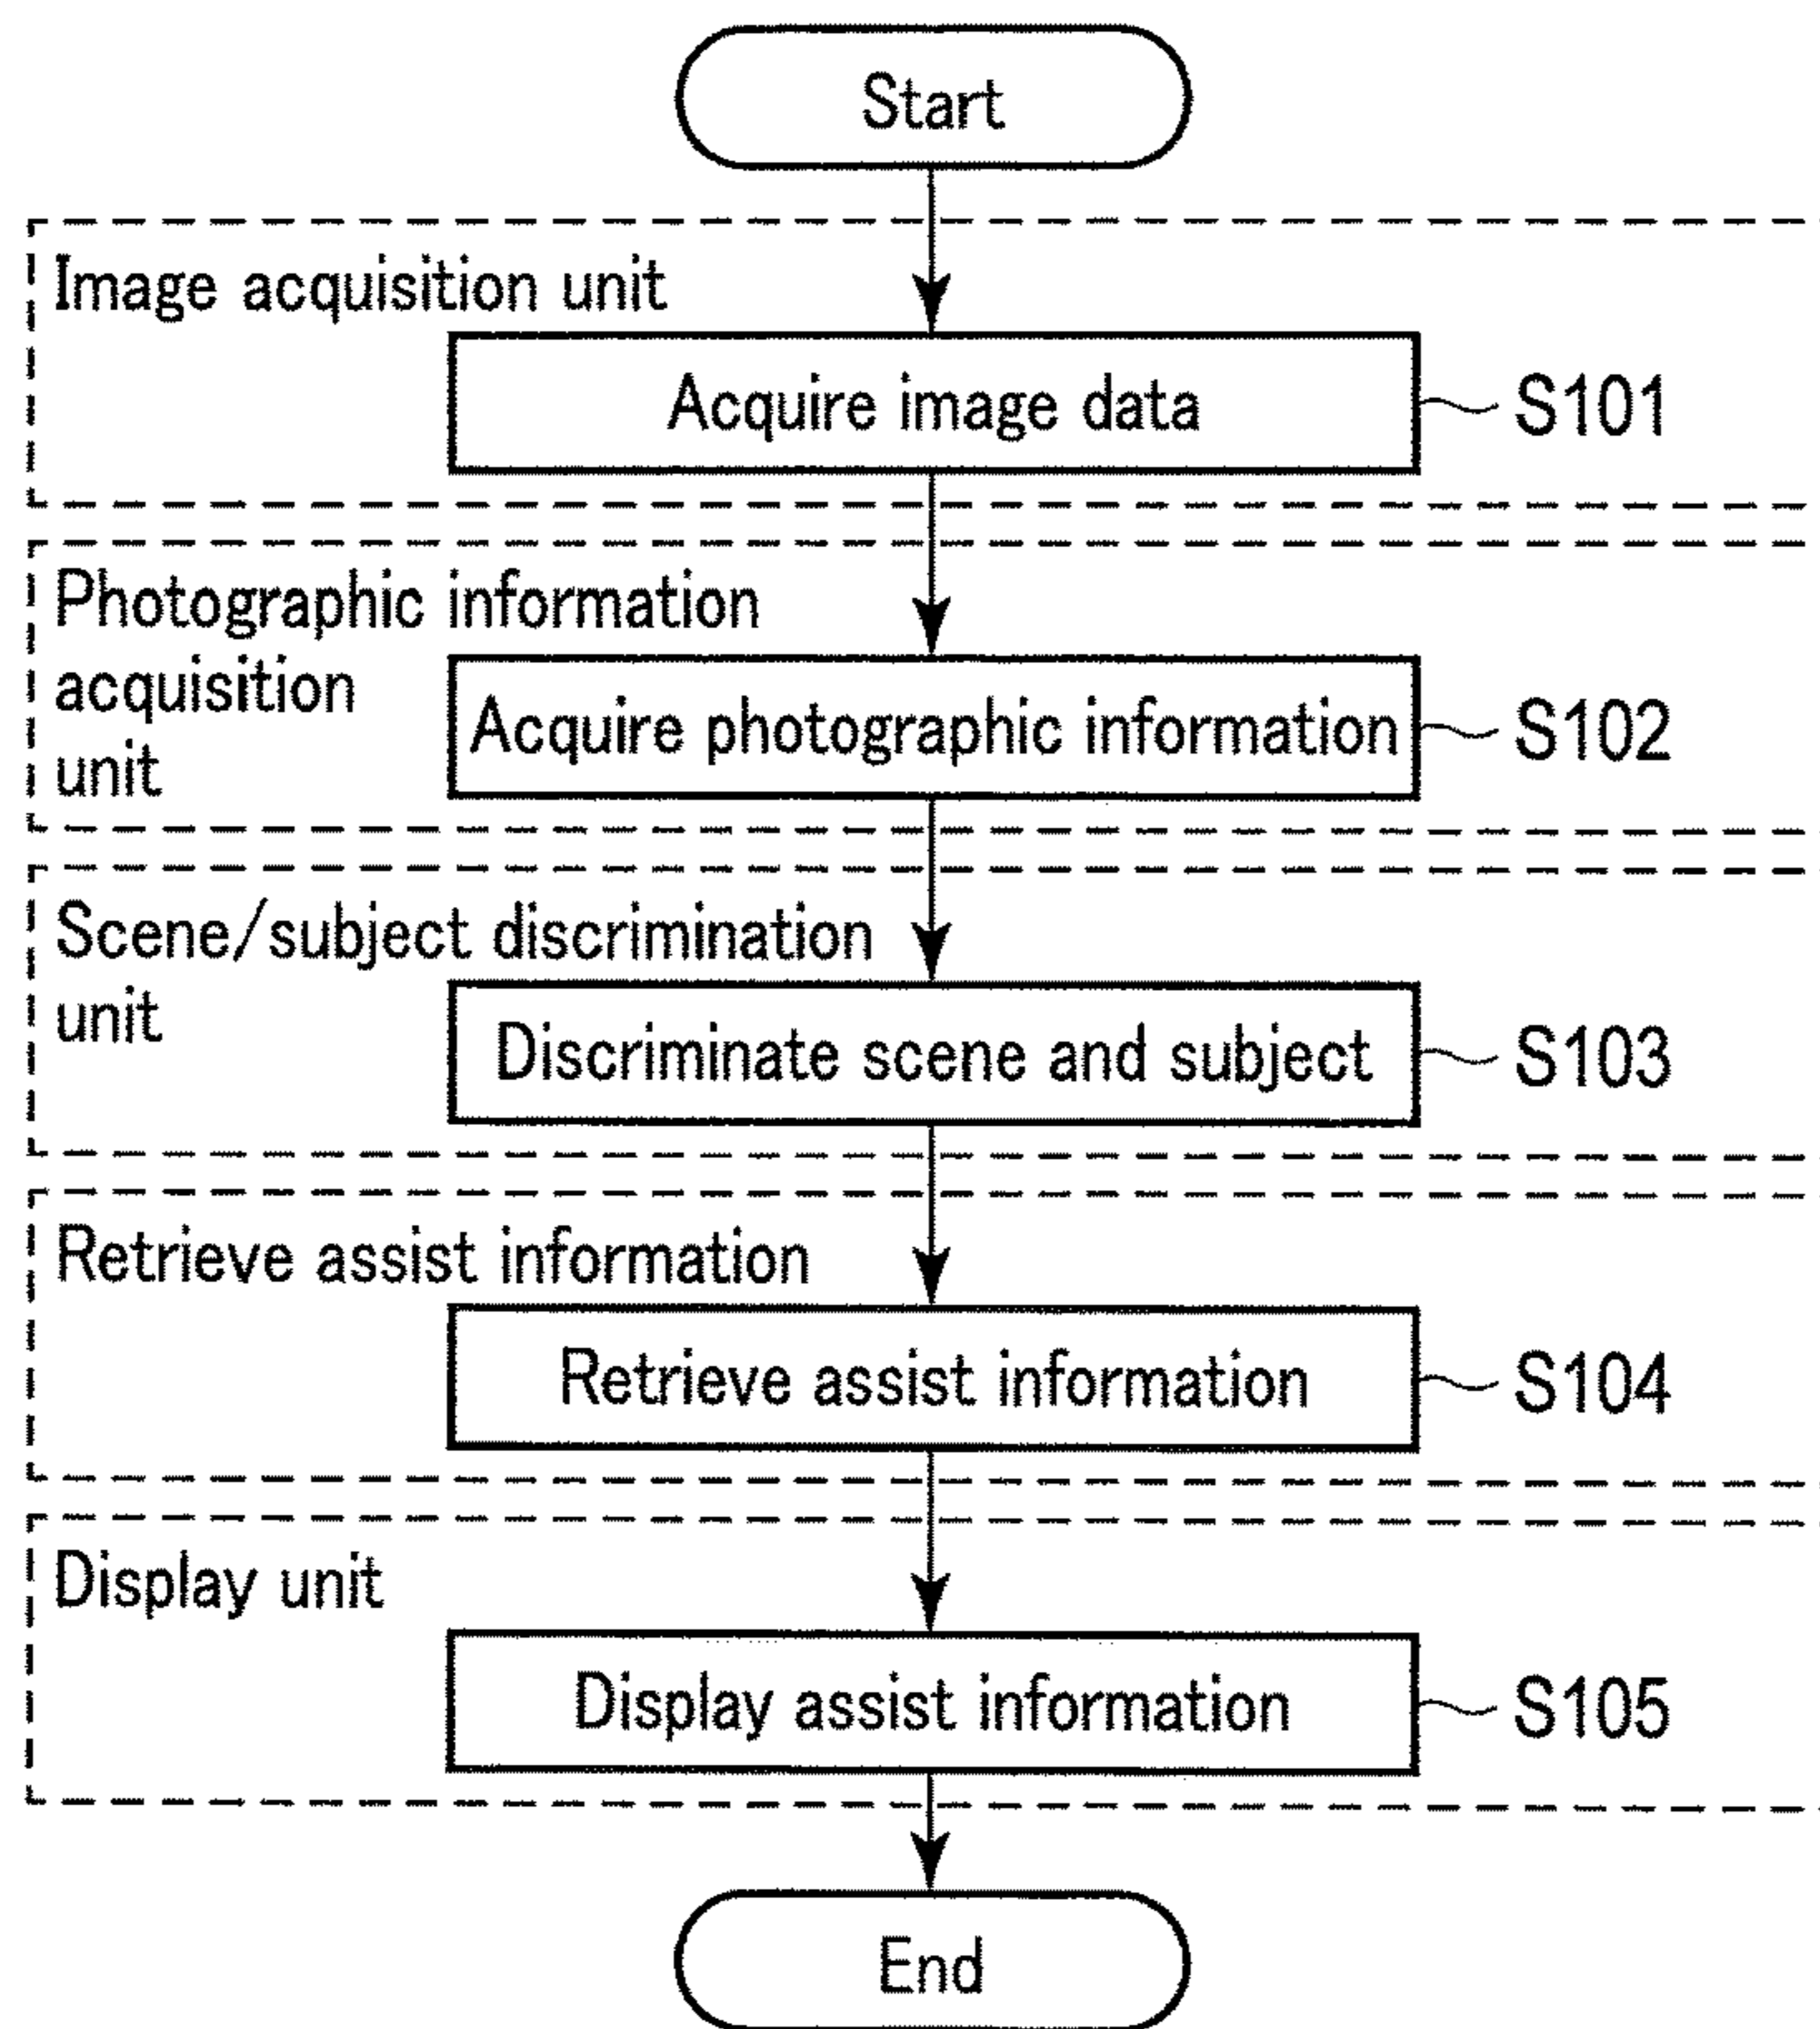 Start
Image acquisition unit
Acquire image data
S101
Photographic information
acquisition
unit
Acquire photographic information
S102
Scene/subject discrimination
unit
Discriminate scene and subject
S103
Retrieve assist information
Retrieve assist information
S104
Display unit
Display assist information
S105
End